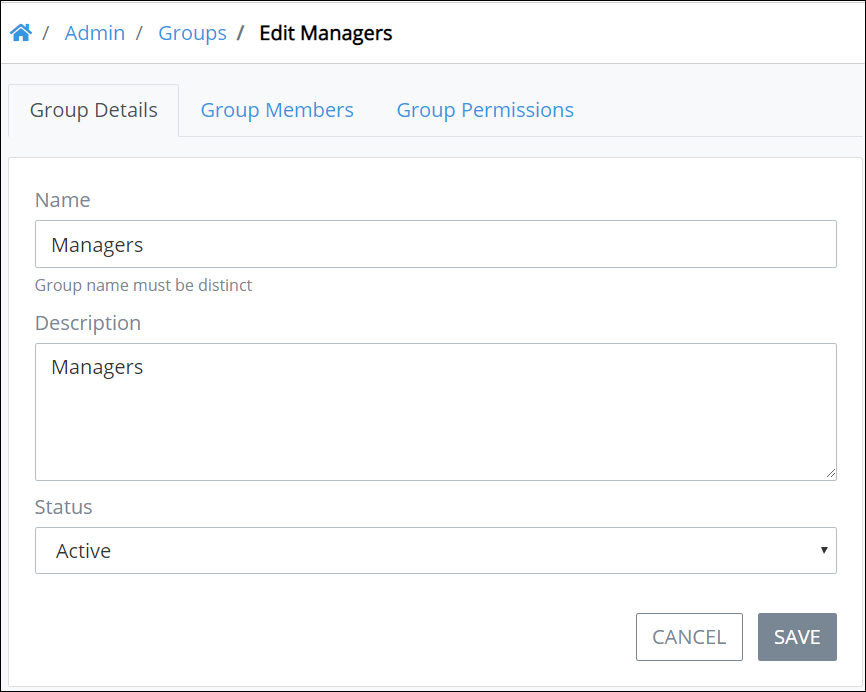 / Admin / Groups / Edit Managers
Group Details Group Members Group Permissions
Name
Managers
Group name must be distinct
Description
Managers
Status
Active
CANCEL SAVE